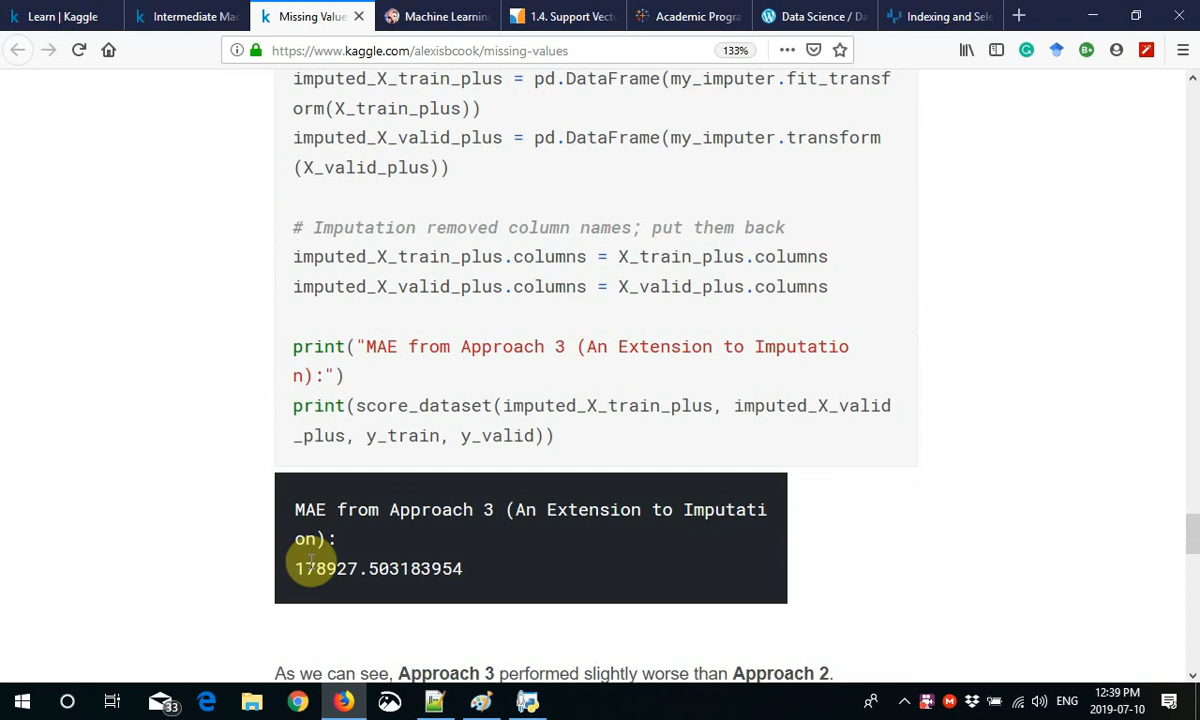 Learn | Kaggle
Intermediate Ma
Missing Value
Machine Learnin
1.4. Support Vect
Academic Progra
Data Science / Da
Indexing and Sele
https://www.kaggle.com/alexisbcook/missing-values
133%
imputed_X_train_plus = pd.DataFrame(my_imputer.fit_transf
orm(X_train_plus))
imputed_X_valid_plus = pd.DataFrame(my_imputer.transform
(X_valid_plus))
# Imputation removed column names; put them back
imputed_X_train_plus.columns = X_train_plus.columns
imputed_X_valid_plus.columns = X_valid_plus.columns
print("MAE from Approach 3 (An Extension to Imputatio
n):")
print(score_dataset(imputed_X_train_plus, imputed_X_valid
_plus, y_train, y_valid))
MAE from Approach 3 (An Extension to Imputati
on):
178927.503183954
As we can see, Approach 3 performed slightly worse than Approach 2.
33
ENG
12:39 PM
2019-07-10